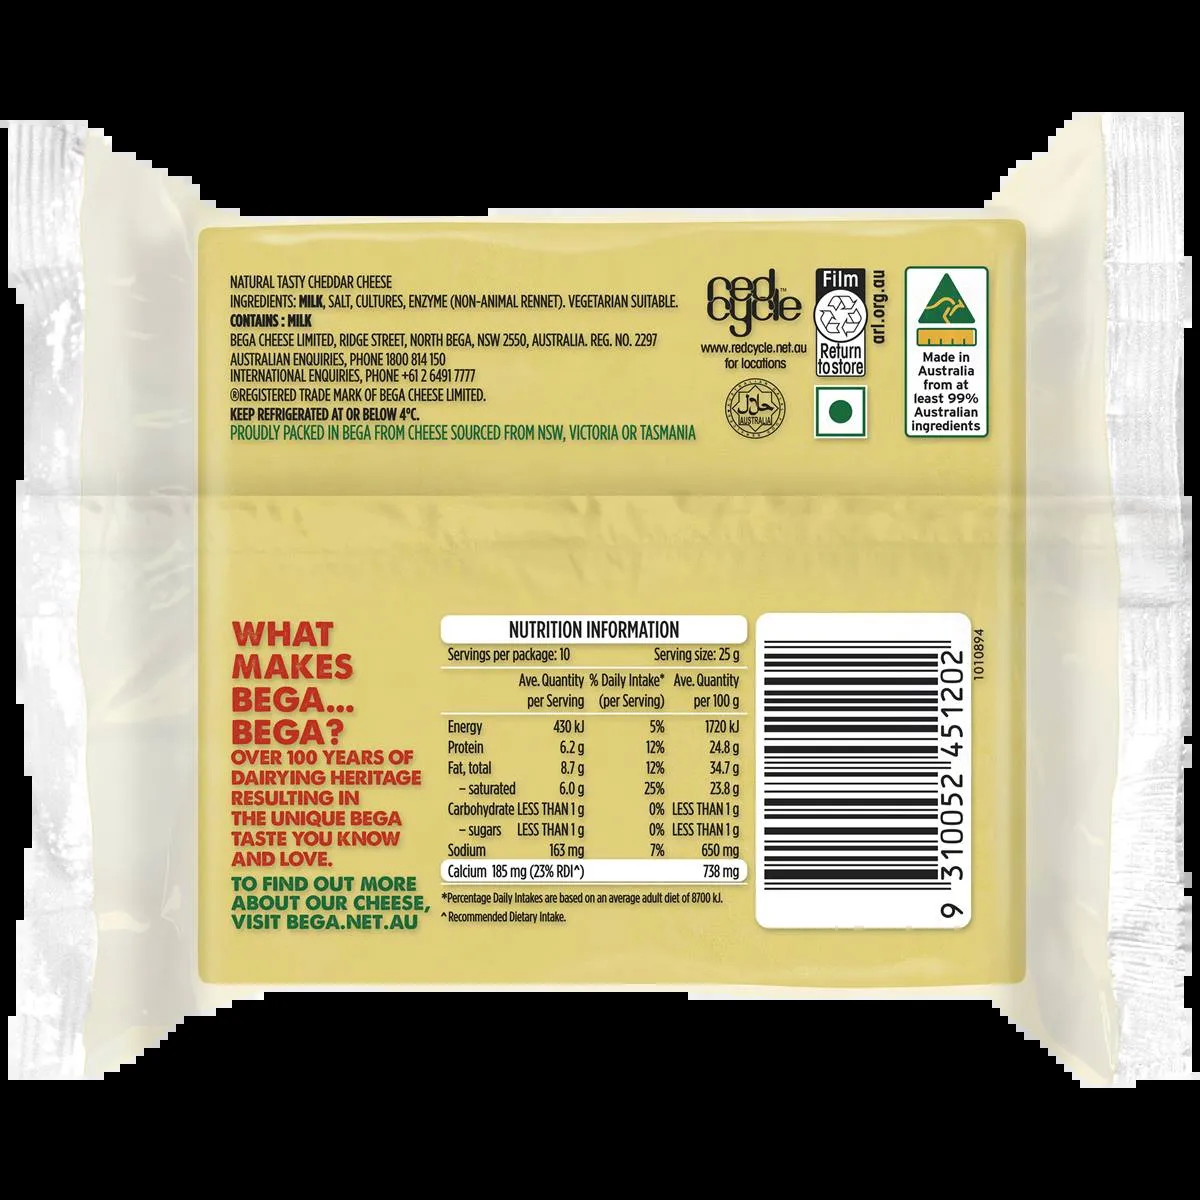 NATURAL TASTY CHEDDAR CHEESE
INGREDIENTS: MILK, SALT, CULTURES, ENZYME (NON-ANIMAL RENNET). VEGETARIAN SUITABLE.
CONTAINS : MILK
BEGA CHEESE LIMITED, RIDGE STREET, NORTH BEGA, NSW 2550, AUSTRALIA. REG. NO. 2297
AUSTRALIAN ENQUIRIES, PHONE 1800 814 150
INTERNATIONAL ENQUIRIES, PHONE +61 2 6491 7777
®REGISTERED TRADE MARK OF BEGA CHEESE LIMITED.
KEEP REFRIGERATED AT OR BELOW 4°C.
PROUDLY PACKED IN BEGA FROM CHEESE SOURCED FROM NSW, VICTORIA OR TASMANIA
red
cycle™
www.redcycle.net.au
for locations
Film
Return
to store
arl.org.au
حلال
AUSTRALIA
Made in
Australia
from at
least 99%
Australian
ingredients
WHAT
MAKES
BEGA...
BEGA?
OVER 100 YEARS OF
DAIRYING HERITAGE
RESULTING IN
THE UNIQUE BEGA
TASTE YOU KNOW
AND LOVE.
TO FIND OUT MORE
ABOUT OUR CHEESE,
VISIT BEGA.NET.AU
NUTRITION INFORMATION
Servings per package: 10 Serving size: 25 g
Ave. Quantity % Daily Intake* Ave. Quantity
per Serving (per Serving) per 100 g
Energy 430 kJ 5% 1720 kJ
Protein 6.2 g 12% 24.8 g
Fat, total 8.7 g 12% 34.7 g
– saturated 6.0 g 25% 23.8 g
Carbohydrate LESS THAN 1 g 0% LESS THAN 1 g
– sugars LESS THAN 1 g 0% LESS THAN 1 g
Sodium 163 mg 7% 650 mg
Calcium 185 mg (23% RDI^) 738 mg
*Percentage Daily Intakes are based on an average adult diet of 8700 kJ.
^ Recommended Dietary Intake.
9 310052 451202
1010894